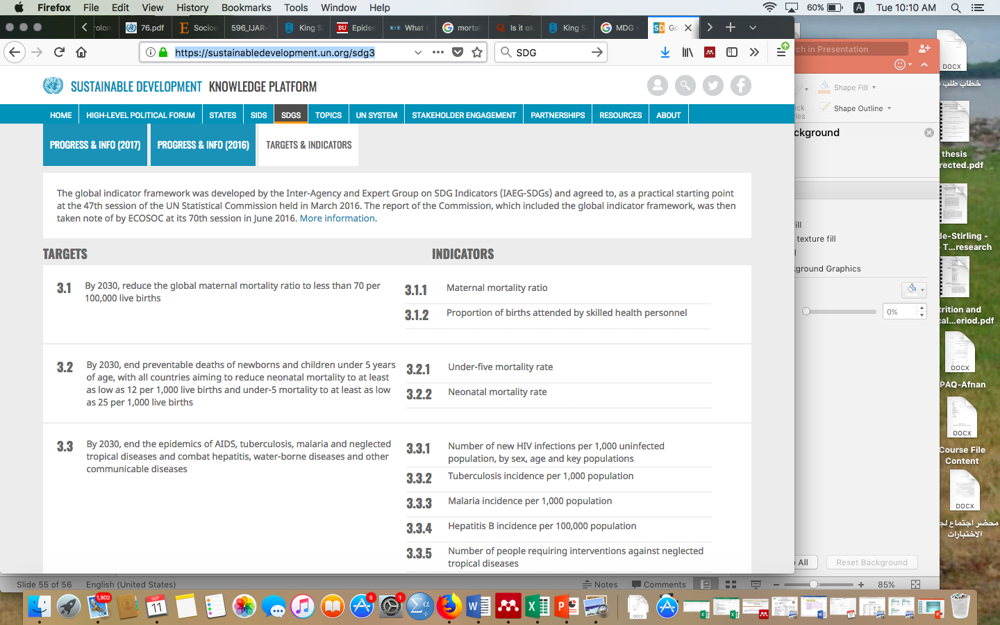 Firefox File Edit View History Bookmarks Tools Window Help 60% A Tue 10:10 AM
76.pdf Socioe 596_IJAR- King S BU Epiden What mortal Is it ok King S MDG - SD Go
https://sustainabledevelopment.un.org/sdg3 SDG
SUSTAINABLE DEVELOPMENT KNOWLEDGE PLATFORM
HOME HIGH-LEVEL POLITICAL FORUM STATES SIDS SDGS TOPICS UN SYSTEM STAKEHOLDER ENGAGEMENT PARTNERSHIPS RESOURCES ABOUT
PROGRESS & INFO (2017) PROGRESS & INFO (2016) TARGETS & INDICATORS
The global indicator framework was developed by the Inter-Agency and Expert Group on SDG Indicators (IAEG-SDGs) and agreed to, as a practical starting point
at the 47th session of the UN Statistical Commission held in March 2016. The report of the Commission, which included the global indicator framework, was then
taken note of by ECOSOC at its 70th session in June 2016. More information.
TARGETS INDICATORS
3.1 By 2030, reduce the global maternal mortality ratio to less than 70 per
100,000 live births
3.1.1 Maternal mortality ratio
3.1.2 Proportion of births attended by skilled health personnel
3.2 By 2030, end preventable deaths of newborns and children under 5 years
of age, with all countries aiming to reduce neonatal mortality to at least
as low as 12 per 1,000 live births and under-5 mortality to at least as low
as 25 per 1,000 live births
3.2.1 Under-five mortality rate
3.2.2 Neonatal mortality rate
3.3 By 2030, end the epidemics of AIDS, tuberculosis, malaria and neglected
tropical diseases and combat hepatitis, water-borne diseases and other
communicable diseases
3.3.1 Number of new HIV infections per 1,000 uninfected
population, by sex, age and key populations
3.3.2 Tuberculosis incidence per 1,000 population
3.3.3 Malaria incidence per 1,000 population
3.3.4 Hepatitis B incidence per 100,000 population
3.3.5 Number of people requiring interventions against neglected
tropical diseases
ch in Presentation
Shape Fill
Shape Outline
ckground
texture fill
ground Graphics
0%
All Reset Background
Slide 55 of 56 English (United States) Notes Comments 85%
DOCX
خطاب طلب
thesis
rected.pdf
de-Stirling -
T...research
trition and
cal...eriod.pdf
DOCX
PAQ-Afnan
DOCX
Course File
Content
DOCX
محضر اجتماع لج
الاختبارات
1,802 SEP 11 5 1
DOCX